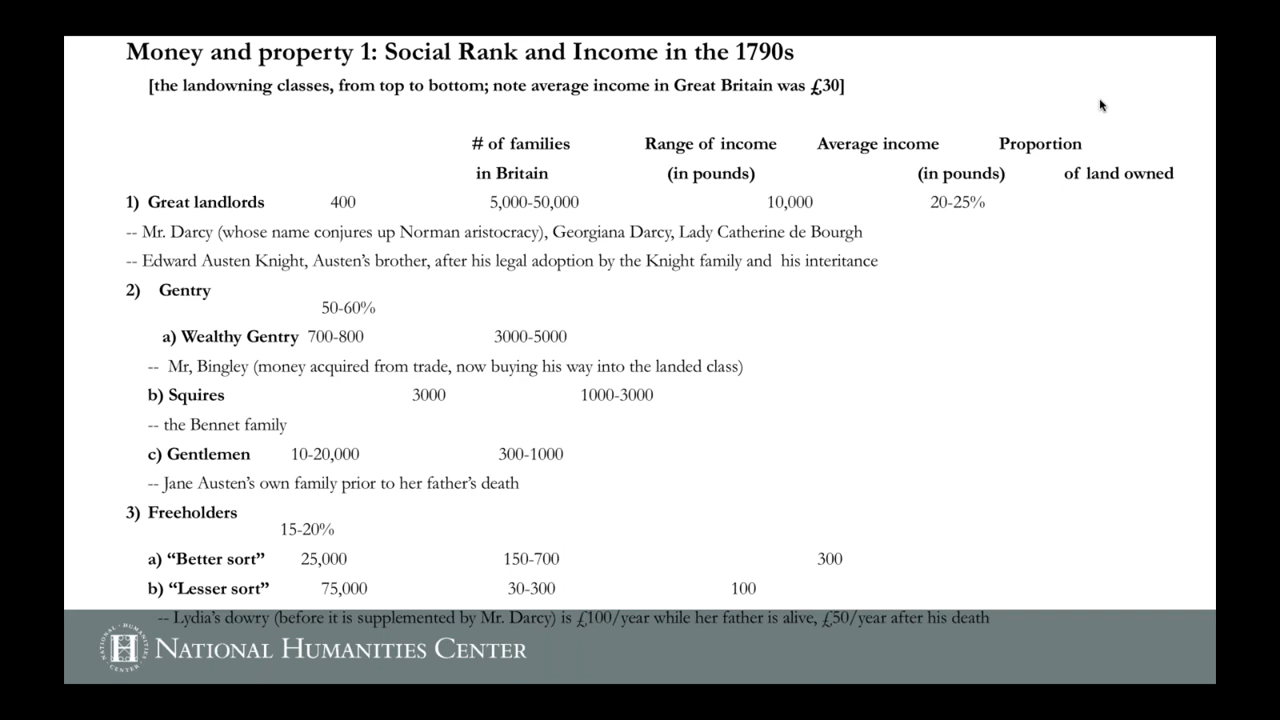 Money and property 1: Social Rank and Income in the 1790s
[the landowning classes, from top to bottom; note average income in Great Britain was £30]
# of families Range of income Average income Proportion
in Britain (in pounds) (in pounds) of land owned
1) Great landlords 400 5,000-50,000 10,000 20-25%
-- Mr. Darcy (whose name conjures up Norman aristocracy), Georgiana Darcy, Lady Catherine de Bourgh
-- Edward Austen Knight, Austen's brother, after his legal adoption by the Knight family and his interitance
2) Gentry
50-60%
a) Wealthy Gentry 700-800 3000-5000
-- Mr, Bingley (money acquired from trade, now buying his way into the landed class)
b) Squires 3000 1000-3000
-- the Bennet family
c) Gentlemen 10-20,000 300-1000
-- Jane Austen's own family prior to her father's death
3) Freeholders
15-20%
a) “Better sort” 25,000 150-700 300
b) “Lesser sort” 75,000 30-300 100
-- Lydia's dowry (before it is supplemented by Mr. Darcy) is £100/year while her father is alive, £50/year after his death
NATIONAL HUMANITIES CENTER